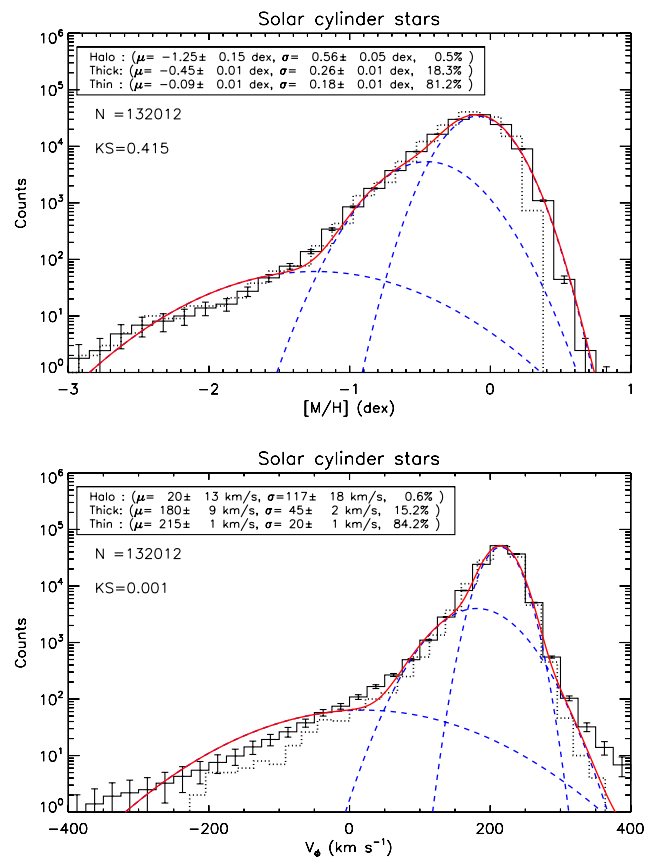 Solar cylinder stars
10⁶
Halo : (μ= −1.25± 0.15 dex, σ= 0.56± 0.05 dex, 0.5% )
Thick: (μ= −0.45± 0.01 dex, σ= 0.26± 0.01 dex, 18.3% )
Thin : (μ= −0.09± 0.01 dex, σ= 0.18± 0.01 dex, 81.2% )
10⁵
N =132012
10⁴
KS=0.415
Counts
10³
10²
10¹
10⁰
−3 −2 −1 0 1
[M/H] (dex)
Solar cylinder stars
10⁶
Halo : (μ= 20± 13 km/s, σ=117± 18 km/s, 0.6% )
Thick: (μ= 180± 9 km/s, σ= 45± 2 km/s, 15.2% )
Thin : (μ= 215± 1 km/s, σ= 20± 1 km/s, 84.2% )
10⁵
N =132012
10⁴
KS=0.001
Counts
10³
10²
10¹
10⁰
−400 −200 0 200 400
V_ϕ (km s⁻¹)